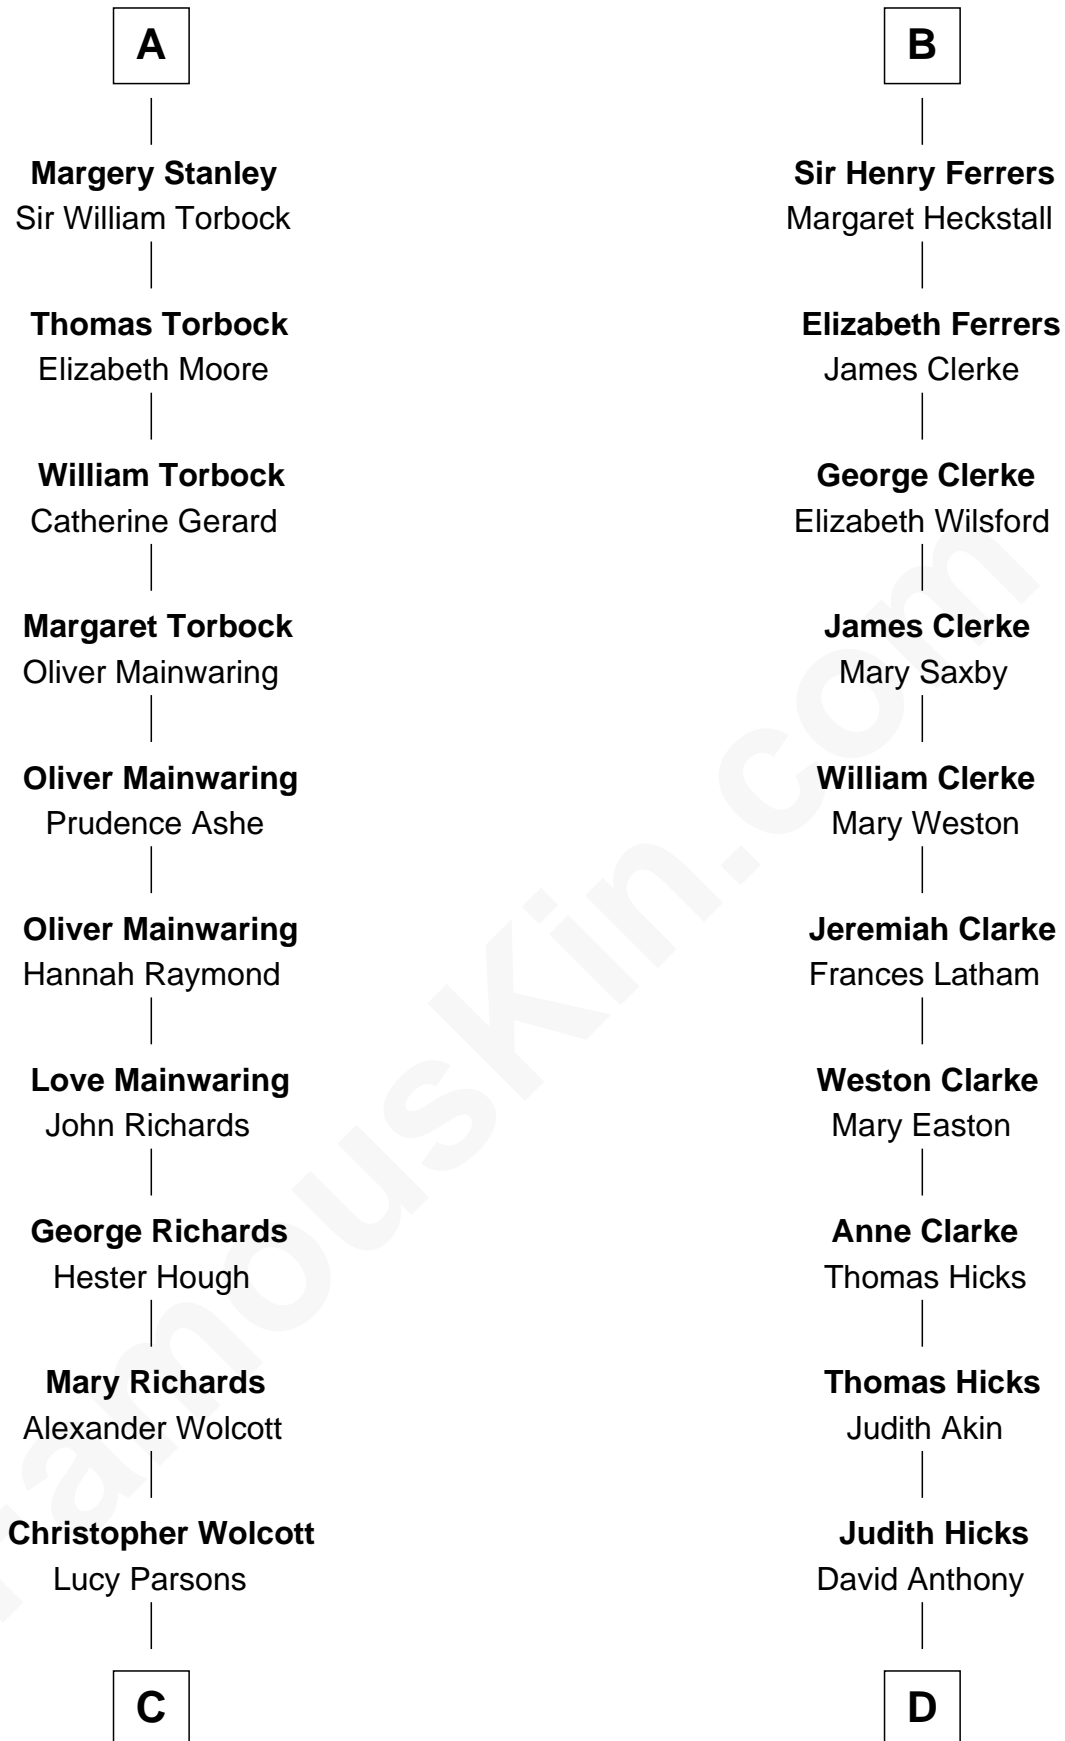 A
Margery Stanley
Sir William Torbock
Thomas Torbock
Elizabeth Moore
William Torbock
Catherine Gerard
Margaret Torbock
Oliver Mainwaring
Oliver Mainwaring
Prudence Ashe
Oliver Mainwaring
Hannah Raymond
Love Mainwaring
John Richards
George Richards
Hester Hough
Mary Richards
Alexander Wolcott
Christopher Wolcott
Lucy Parsons
C
B
Sir Henry Ferrers
Margaret Heckstall
Elizabeth Ferrers
James Clerke
George Clerke
Elizabeth Wilsford
James Clerke
Mary Saxby
William Clerke
Mary Weston
Jeremiah Clarke
Frances Latham
Weston Clarke
Mary Easton
Anne Clarke
Thomas Hicks
Thomas Hicks
Judith Akin
Judith Hicks
David Anthony
D
FamousKin.com